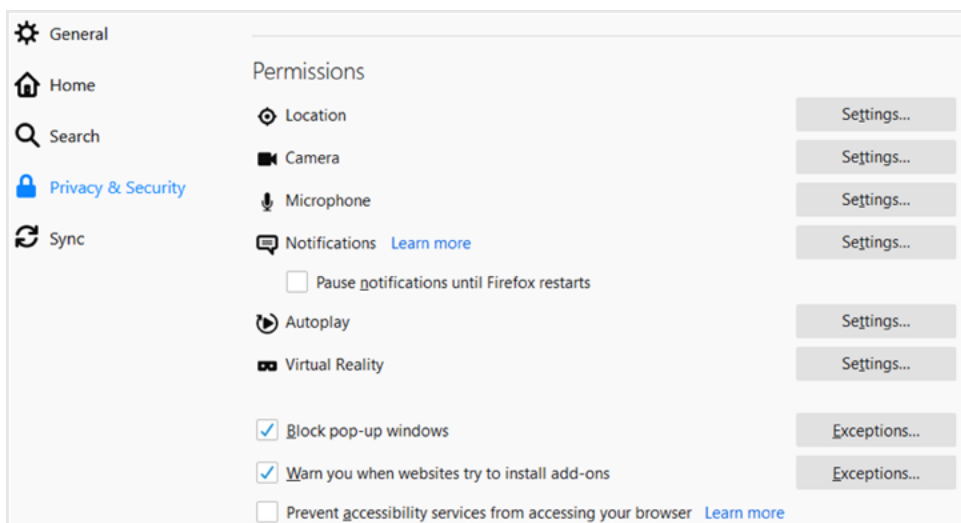 General
Home
Search
Privacy & Security
Sync
Permissions
Location Settings...
Camera Settings...
Microphone Settings...
Notifications Learn more Settings...
Pause notifications until Firefox restarts
Autoplay Settings...
Virtual Reality Settings...
Block pop-up windows Exceptions...
Warn you when websites try to install add-ons Exceptions...
Prevent accessibility services from accessing your browser Learn more